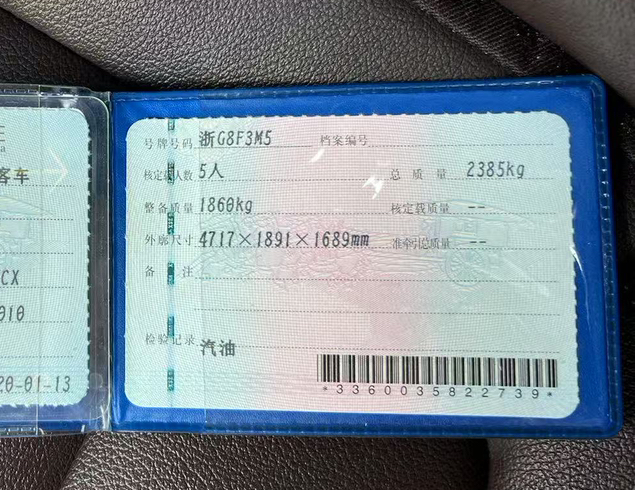 客车
CX
010
20-01-13
号牌号码 浙G8F3M5 档案编号
核定载人数 5人 总质量 2385kg
整备质量 1860kg 核定载质量 --
外廓尺寸 4717×1891×1689mm 准牵引总质量 --
备注
检验记录 汽油
*3360035822739*